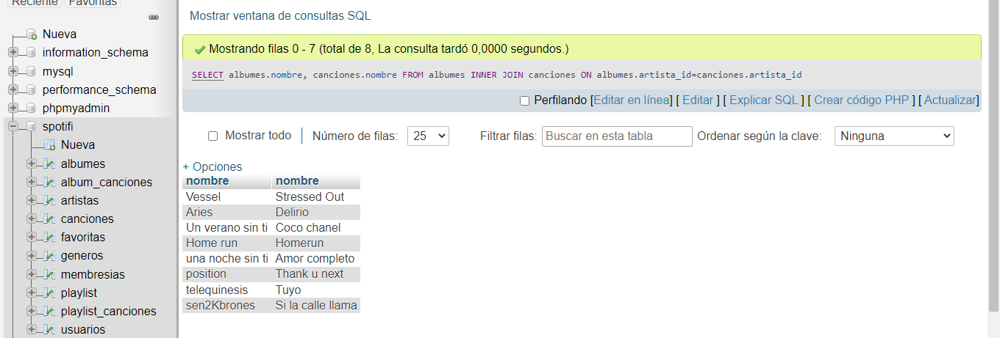 Reciente Favoritas
Nueva
information_schema
mysql
performance_schema
phpmyadmin
spotifi
Nueva
albumes
album_canciones
artistas
canciones
favoritas
generos
membresias
playlist
playlist_canciones
usuarios
Mostrar ventana de consultas SQL
Mostrando filas 0 - 7 (total de 8, La consulta tardó 0,0000 segundos.)
SELECT albumes.nombre, canciones.nombre FROM albumes INNER JOIN canciones ON albumes.artista_id=canciones.artista_id
Perfilando [Editar en línea] [ Editar ] [ Explicar SQL ] [ Crear código PHP ] [ Actualizar]
Mostrar todo | Número de filas: 25 Filtrar filas: Buscar en esta tabla Ordenar según la clave: Ninguna
+ Opciones
nombre nombre
Vessel Stressed Out
Aries Delirio
Un verano sin ti Coco chanel
Home run Homerun
una noche sin ti Amor completo
position Thank u next
telequinesis Tuyo
sen2Kbrones Si la calle llama